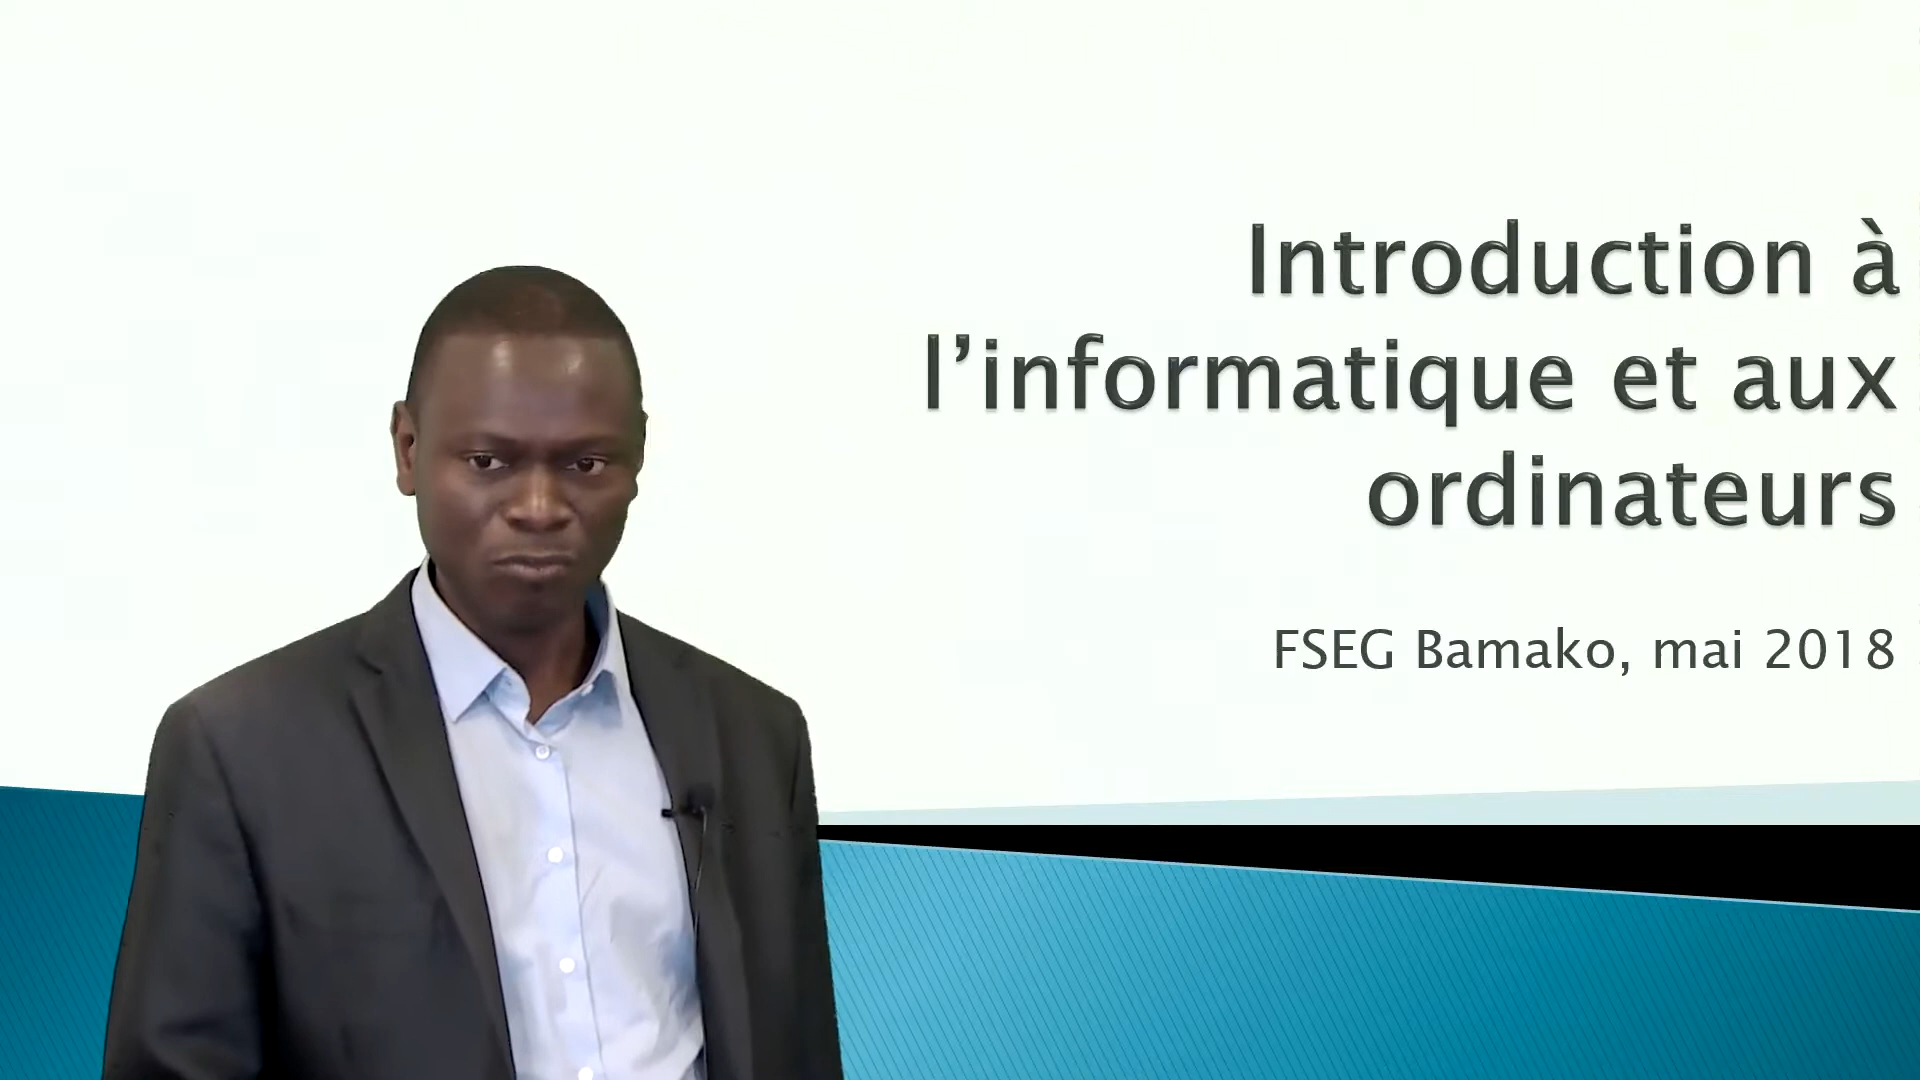 Introduction à
l’informatique et aux
ordinateurs
FSEG Bamako, mai 2018